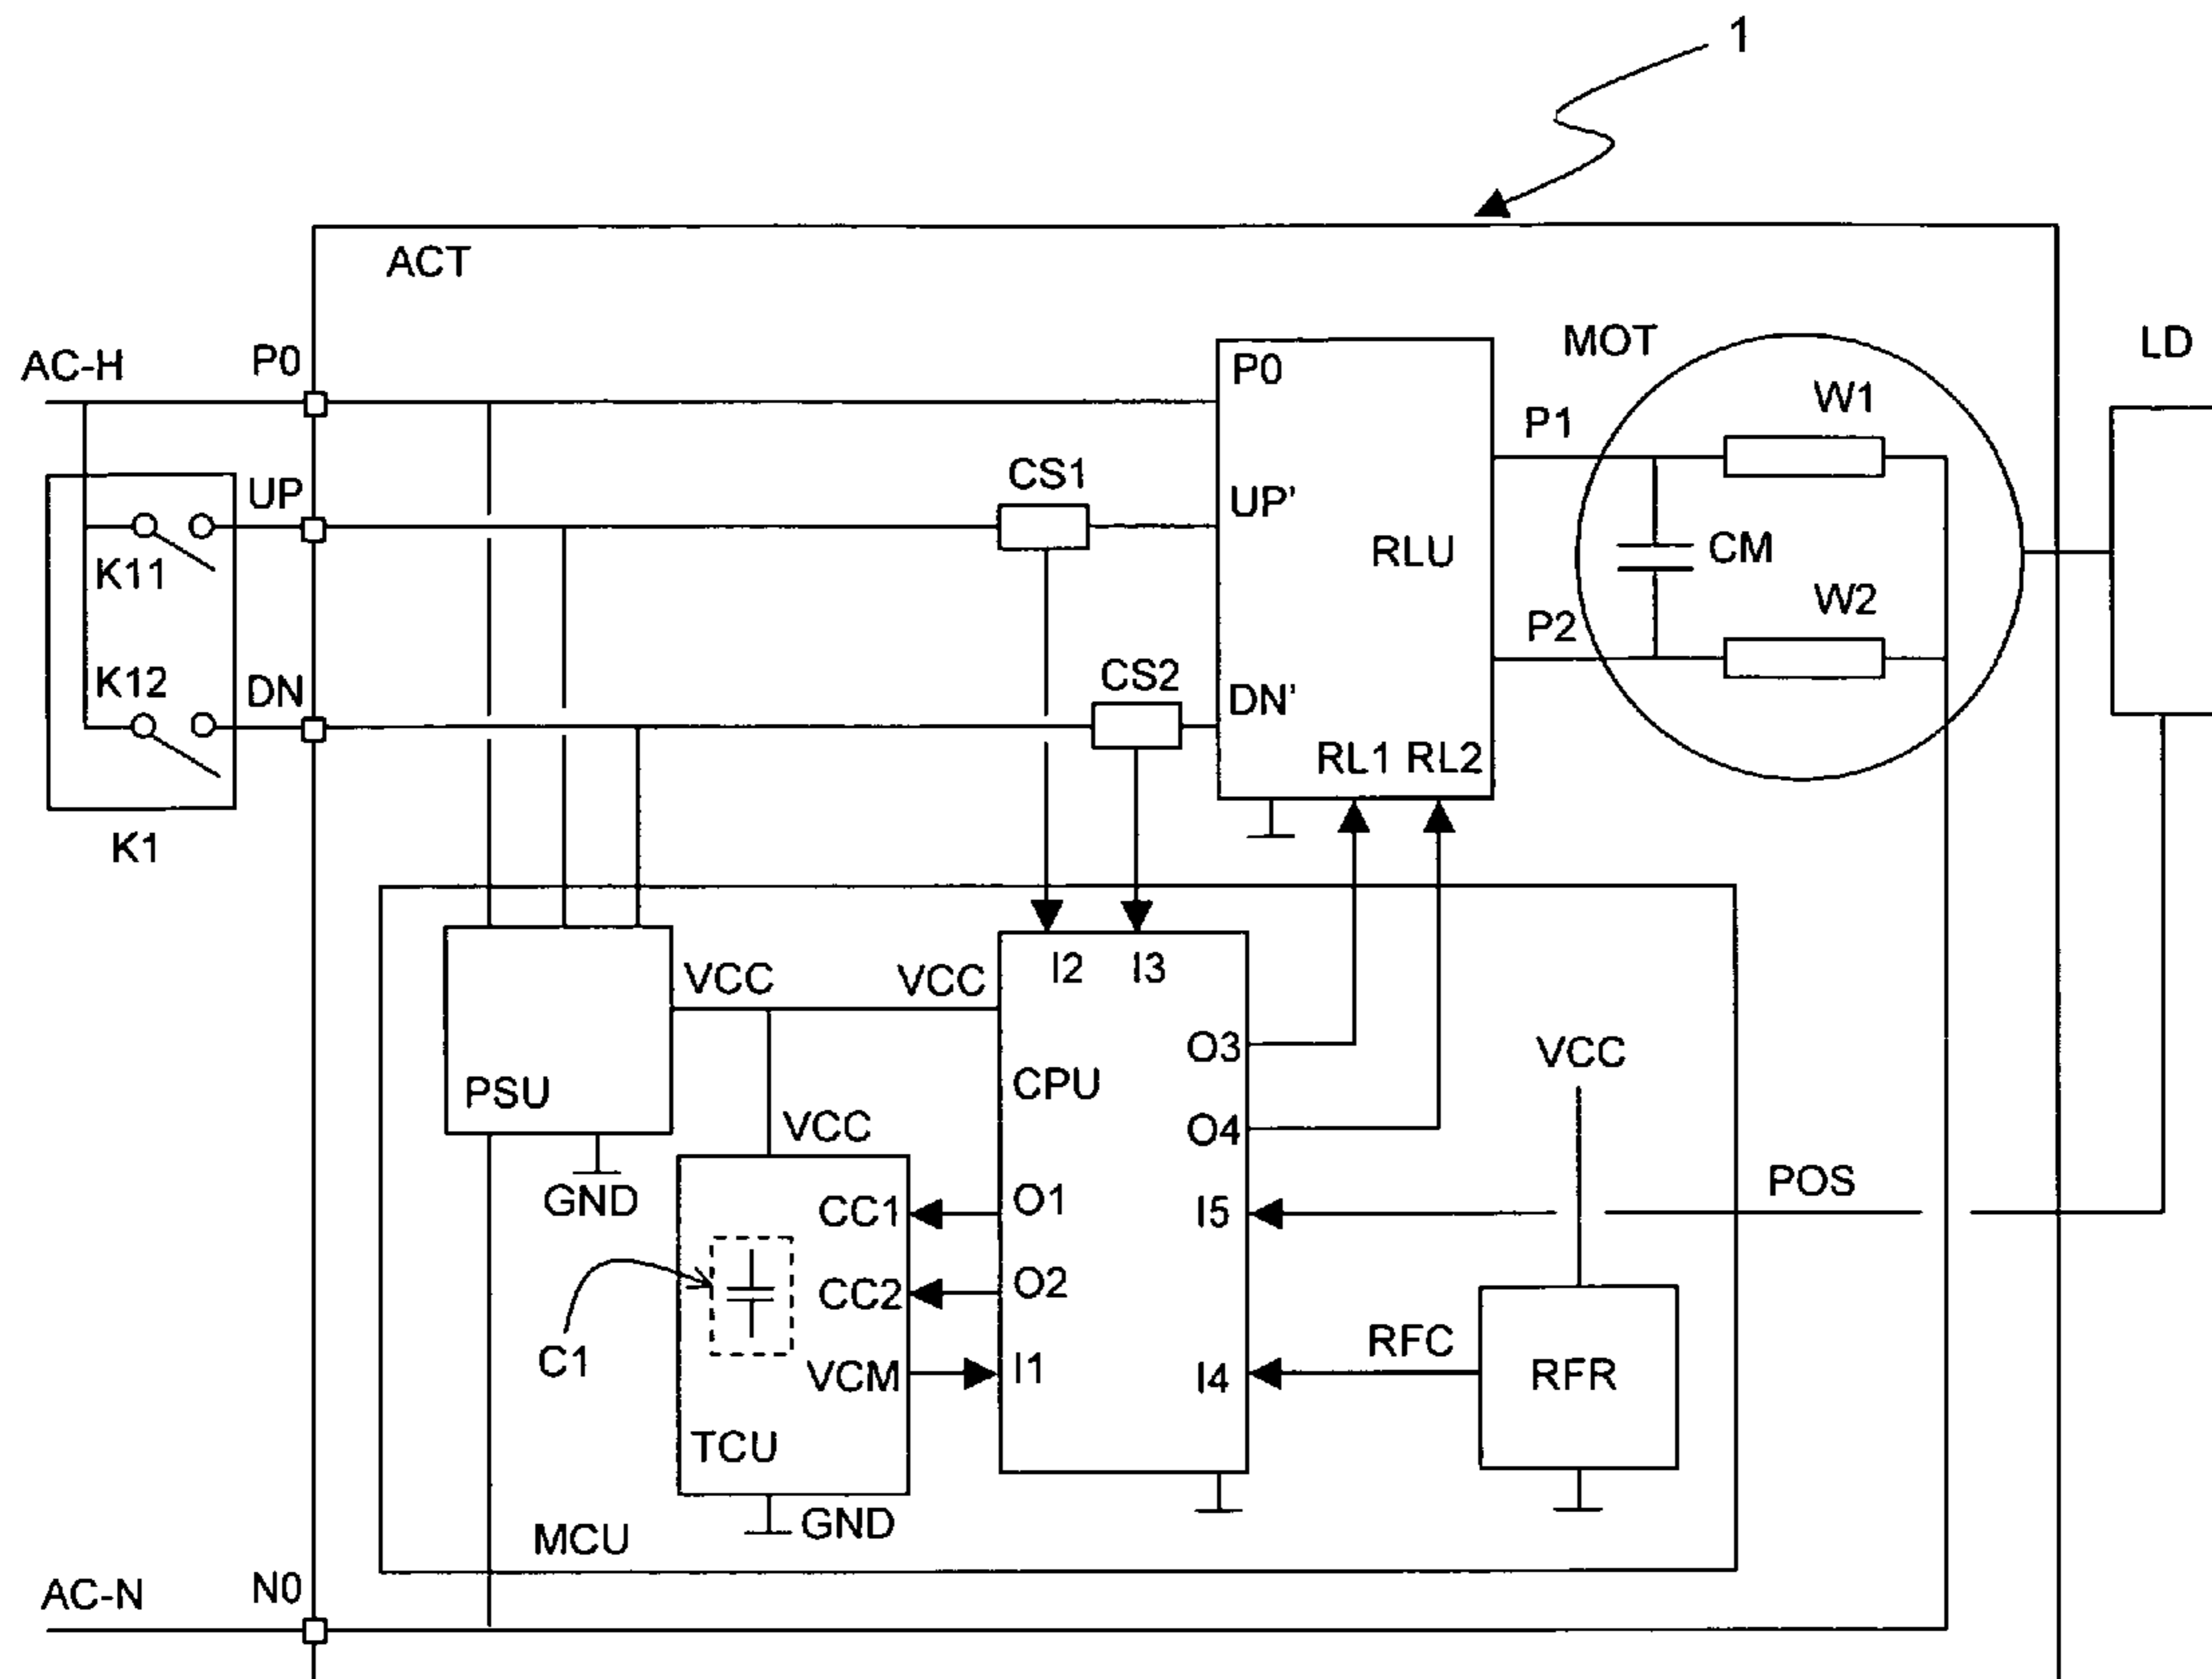 1
ACT
AC-H
P0
P0
MOT
LD
W1
P1
UP
CS1
UP'
RLU
CM
K11
W2
P2
K12
DN
CS2
DN'
RL1
RL2
K1
I2
I3
VCC
VCC
O3
VCC
CPU
PSU
VCC
O4
GND
CC1
O1
I5
POS
CC2
O2
C1
VCM
I1
I4
RFC
RFR
TCU
GND
MCU
AC-N
N0